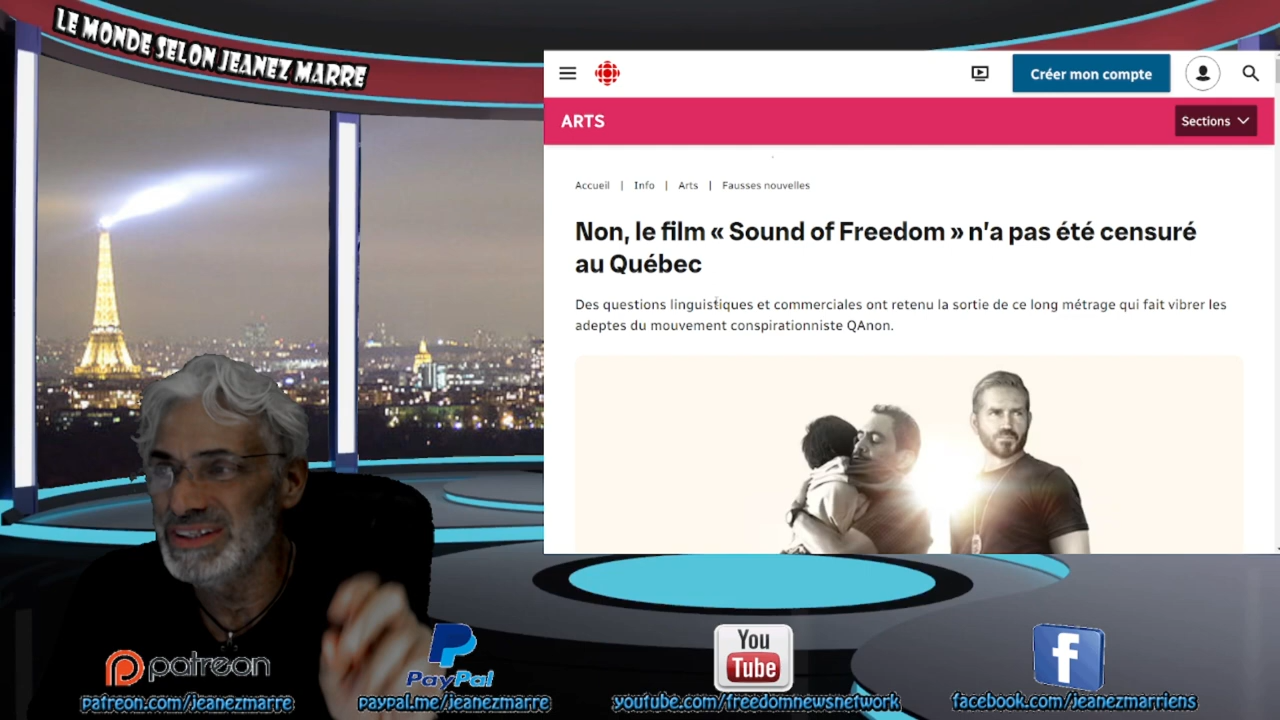 LE MONDE SELON JEANEZ MARRE
Créer mon compte
ARTS
Sections
Accueil | Info | Arts | Fausses nouvelles
Non, le film « Sound of Freedom » n'a pas été censuré
au Québec
Des questions linguistiques et commerciales ont retenu la sortie de ce long métrage qui fait vibrer les
adeptes du mouvement conspirationniste QAnon.
patreon
PayPal
You
Tube
f
patreon.com/jeanezmarre
paypal.me/jeanezmarre
youtube.com/freedomnewsnetwork
facebook.com/jeanezmarriens